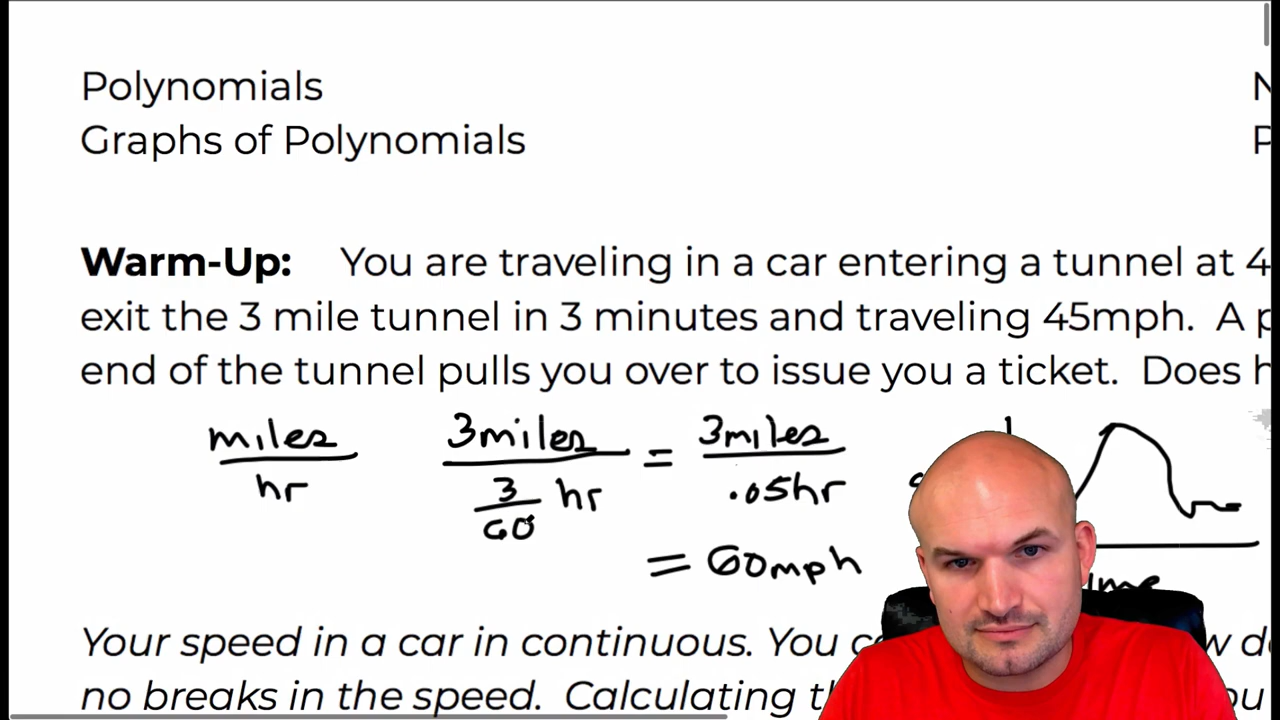 Polynomials
Graphs of Polynomials
Warm-Up: You are traveling in a car entering a tunnel at 4
exit the 3 mile tunnel in 3 minutes and traveling 45mph. A p
end of the tunnel pulls you over to issue you a ticket. Does h
miles 3miles = 3miles
hr 3/60 hr .05hr
= 60mph
Your speed in a car in continuous. You
no breaks in the speed. Calculating